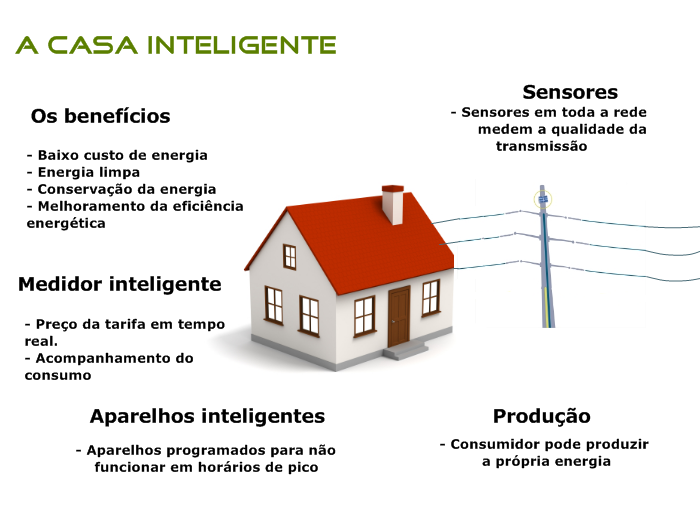 A CASA INTELIGENTE
Os benefícios
- Baixo custo de energia
- Energia limpa
- Conservação da energia
- Melhoramento da eficiência
energética
Sensores
- Sensores em toda a rede
medem a qualidade da
transmissão
Medidor inteligente
- Preço da tarifa em tempo
real.
- Acompanhamento do
consumo
Aparelhos inteligentes
- Aparelhos programados para não
funcionar em horários de pico
Produção
- Consumidor pode produzir
a própria energia